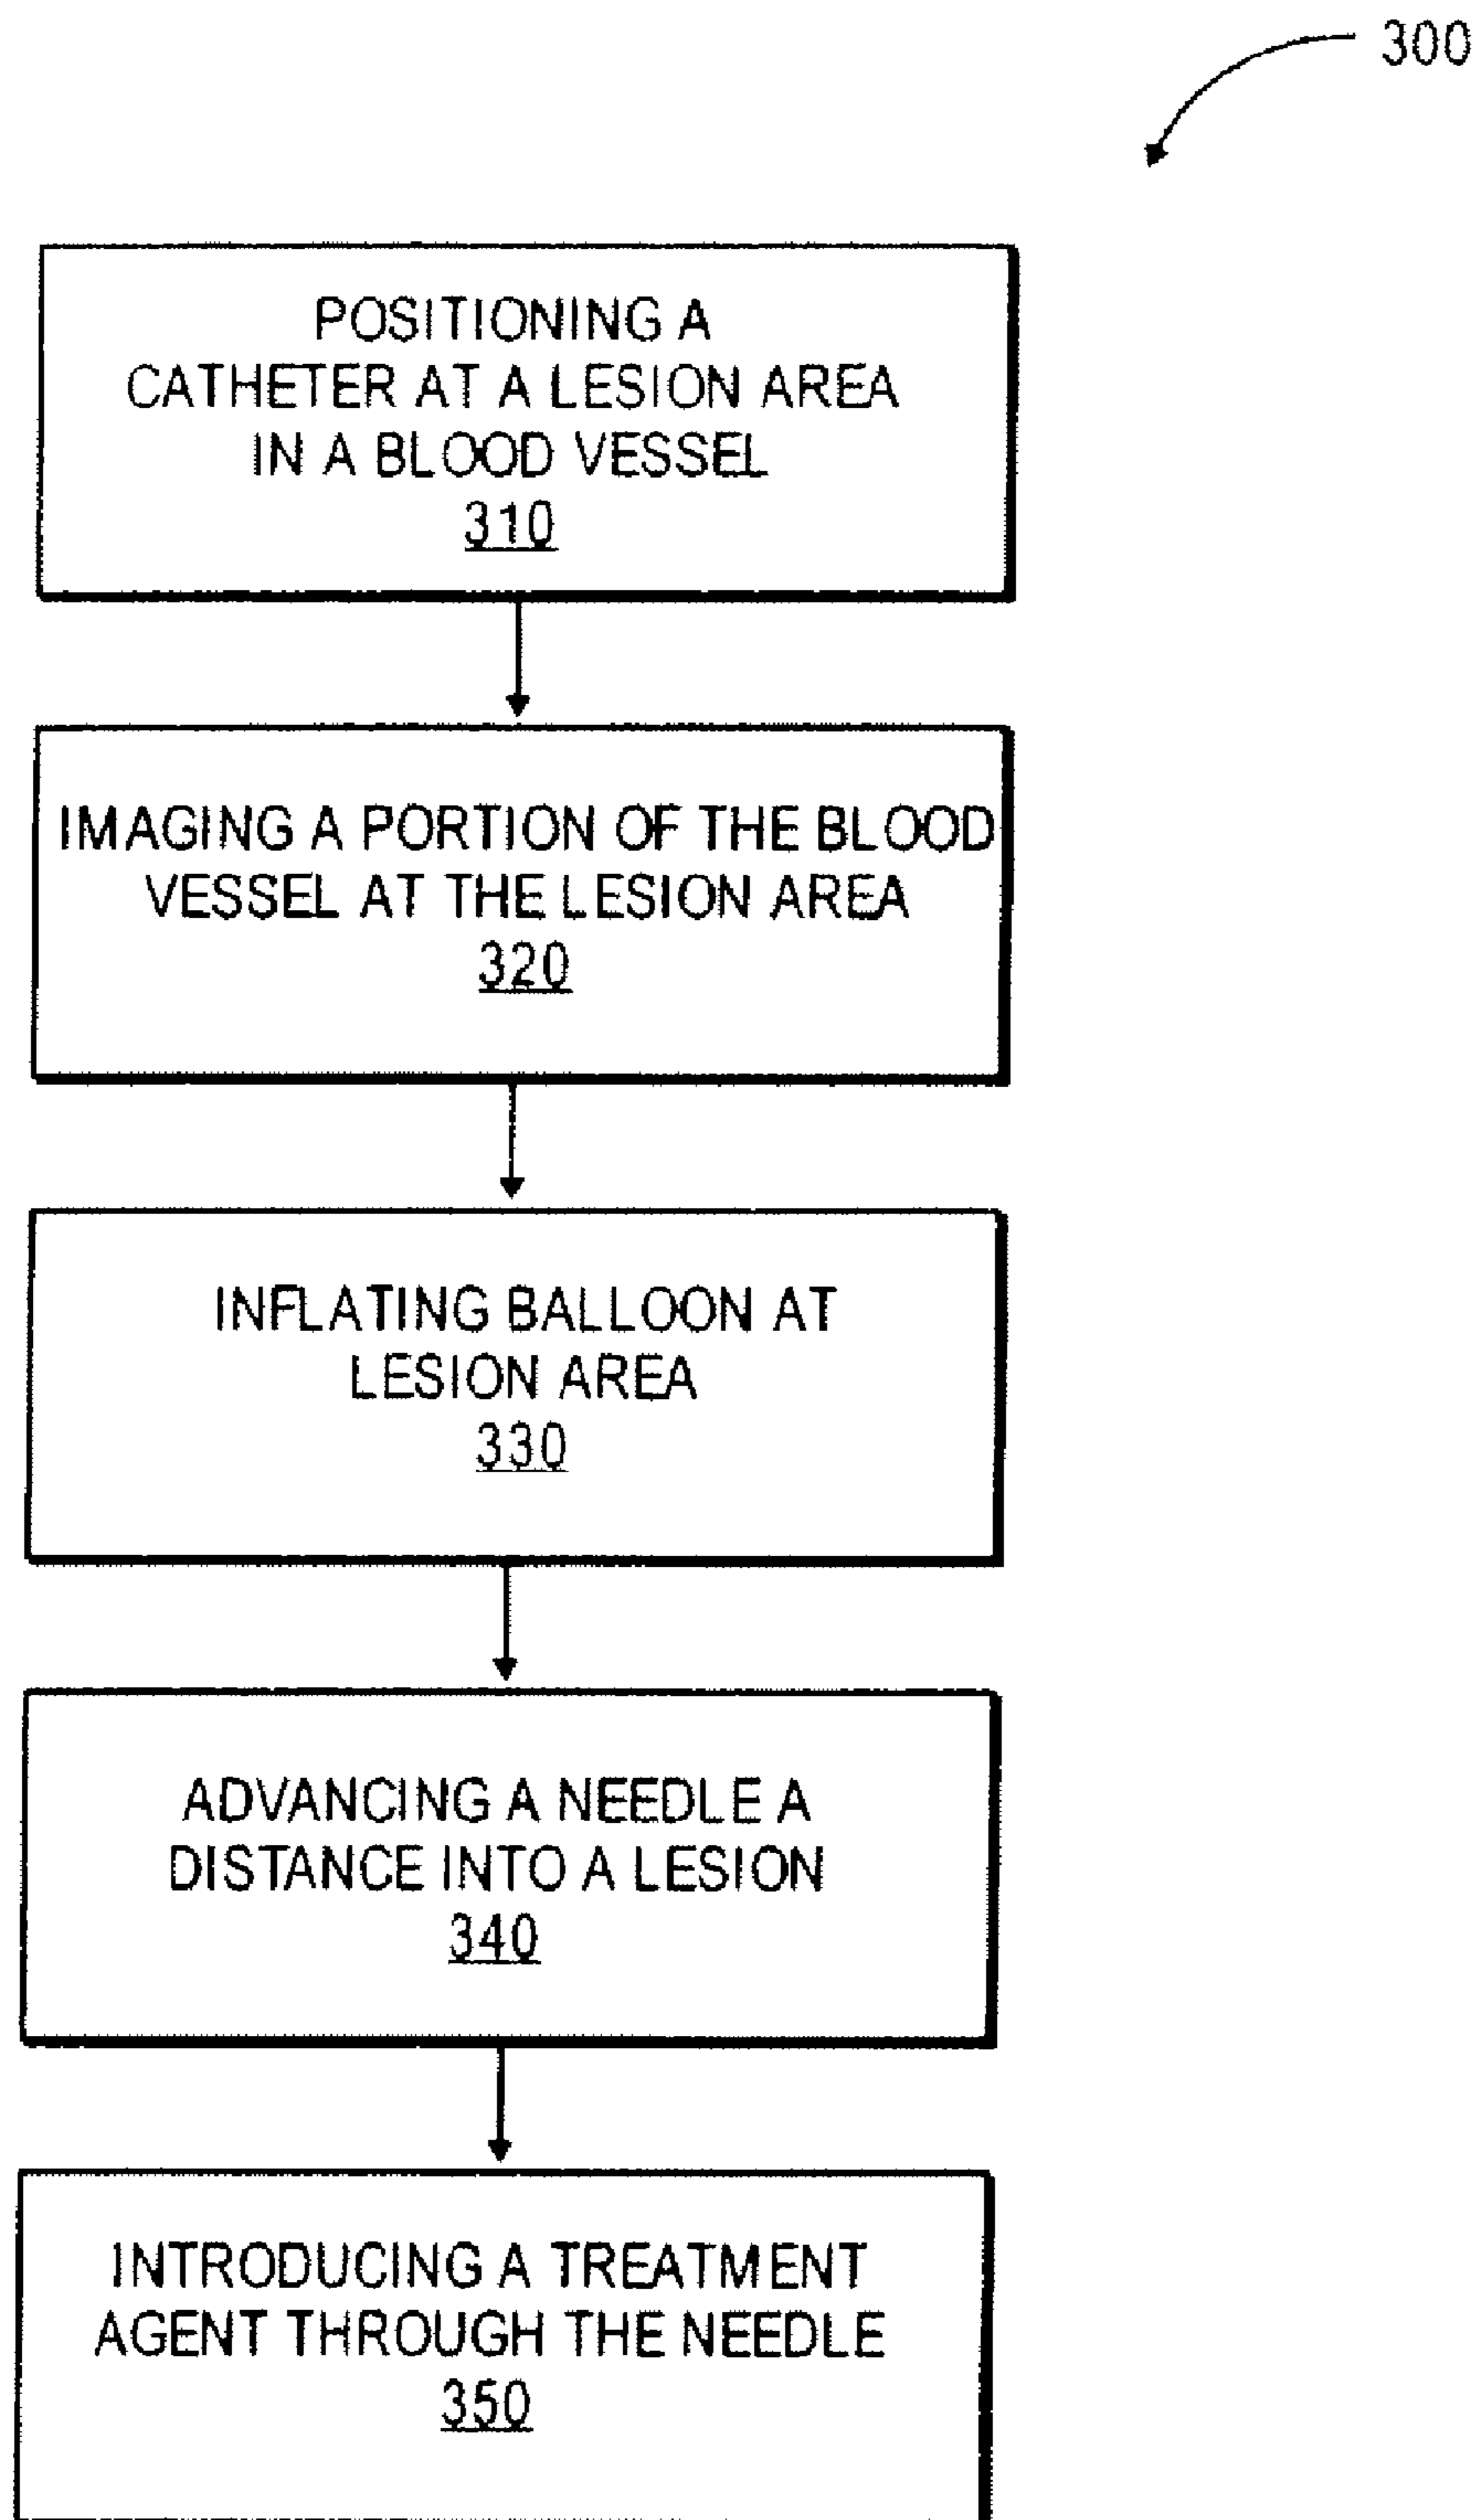 300
POSITIONING A
CATHETER AT A LESION AREA
IN A BLOOD VESSEL
310
IMAGING A PORTION OF THE BLOOD
VESSEL AT THE LESION AREA
320
INFLATING BALLOON AT
LESION AREA
330
ADVANCING A NEEDLE A
DISTANCE INTO A LESION
340
INTRODUCING A TREATMENT
AGENT THROUGH THE NEEDLE
350